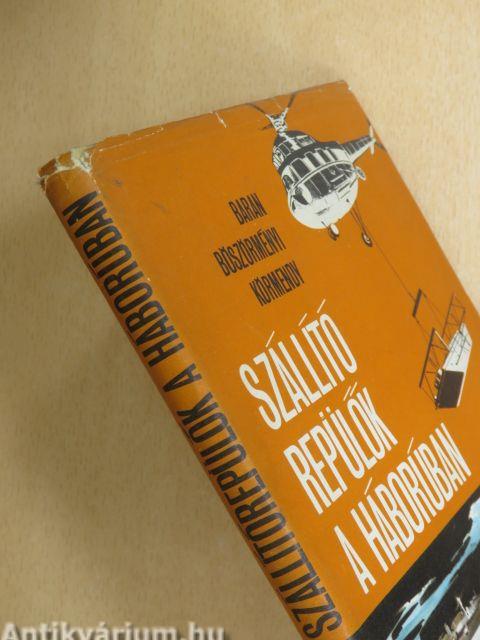 BARAN
BÖSZÖRMÉNYI
KÖRMENDY
SZÁLLÍTÓ
REPÜLŐK
A HÁBORÚBAN
SZÁLLÍTÓREPÜLŐK A HÁBORÚBAN
Antikvárium.hu